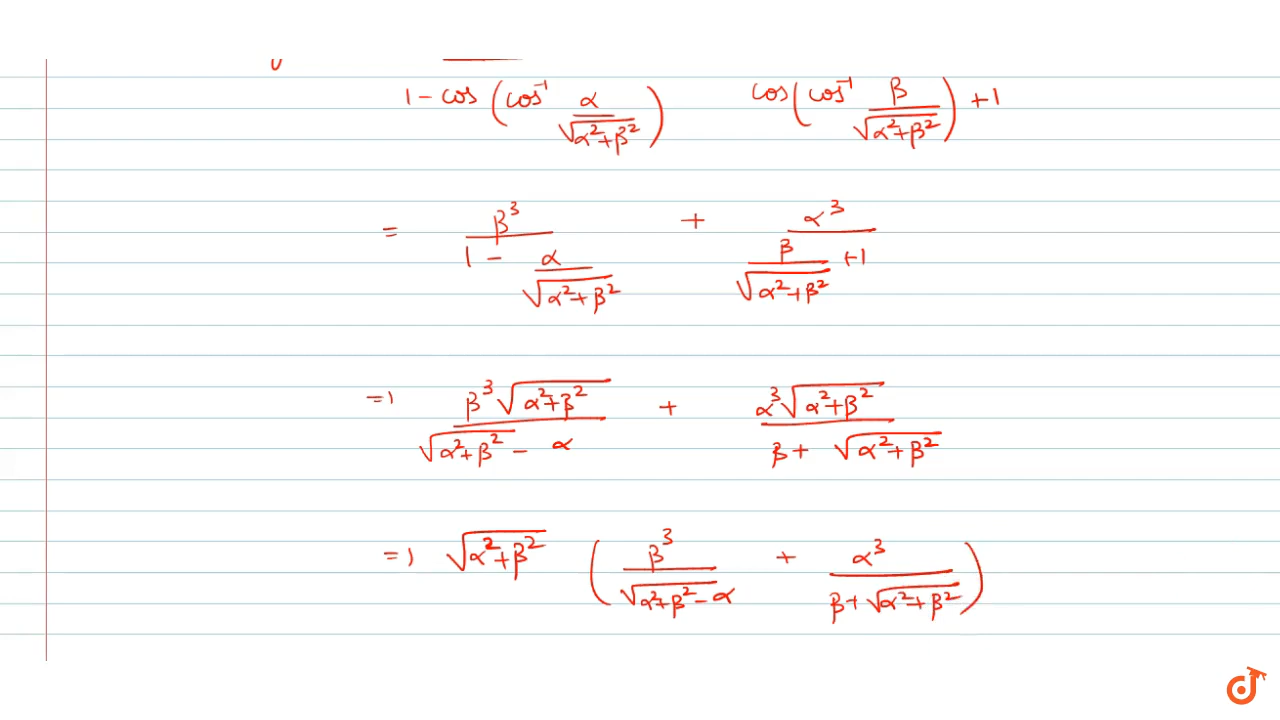 1 - cos (cos⁻¹ α/√(α²+β²))   cos(cos⁻¹ β/√(α²+β²)) + 1
= β³/(1 - α/√(α²+β²)) + α³/(β/√(α²+β²) + 1)
=) β³√(α²+β²)/(√(α²+β²) - α) + α³√(α²+β²)/(β + √(α²+β²))
=) √(α²+β²) (β³/(√(α²+β²) - α) + α³/(β + √(α²+β²)))